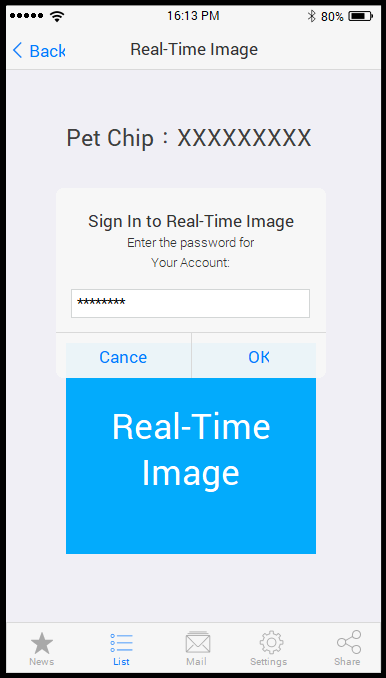 16:13 PM
80%
Back
Real-Time Image
Pet Chip：XXXXXXXXX
Sign In to Real-Time Image
Enter the password for
Your Account:
********
Cance
OK
Real-Time
Image
News
List
Mail
Settings
Share